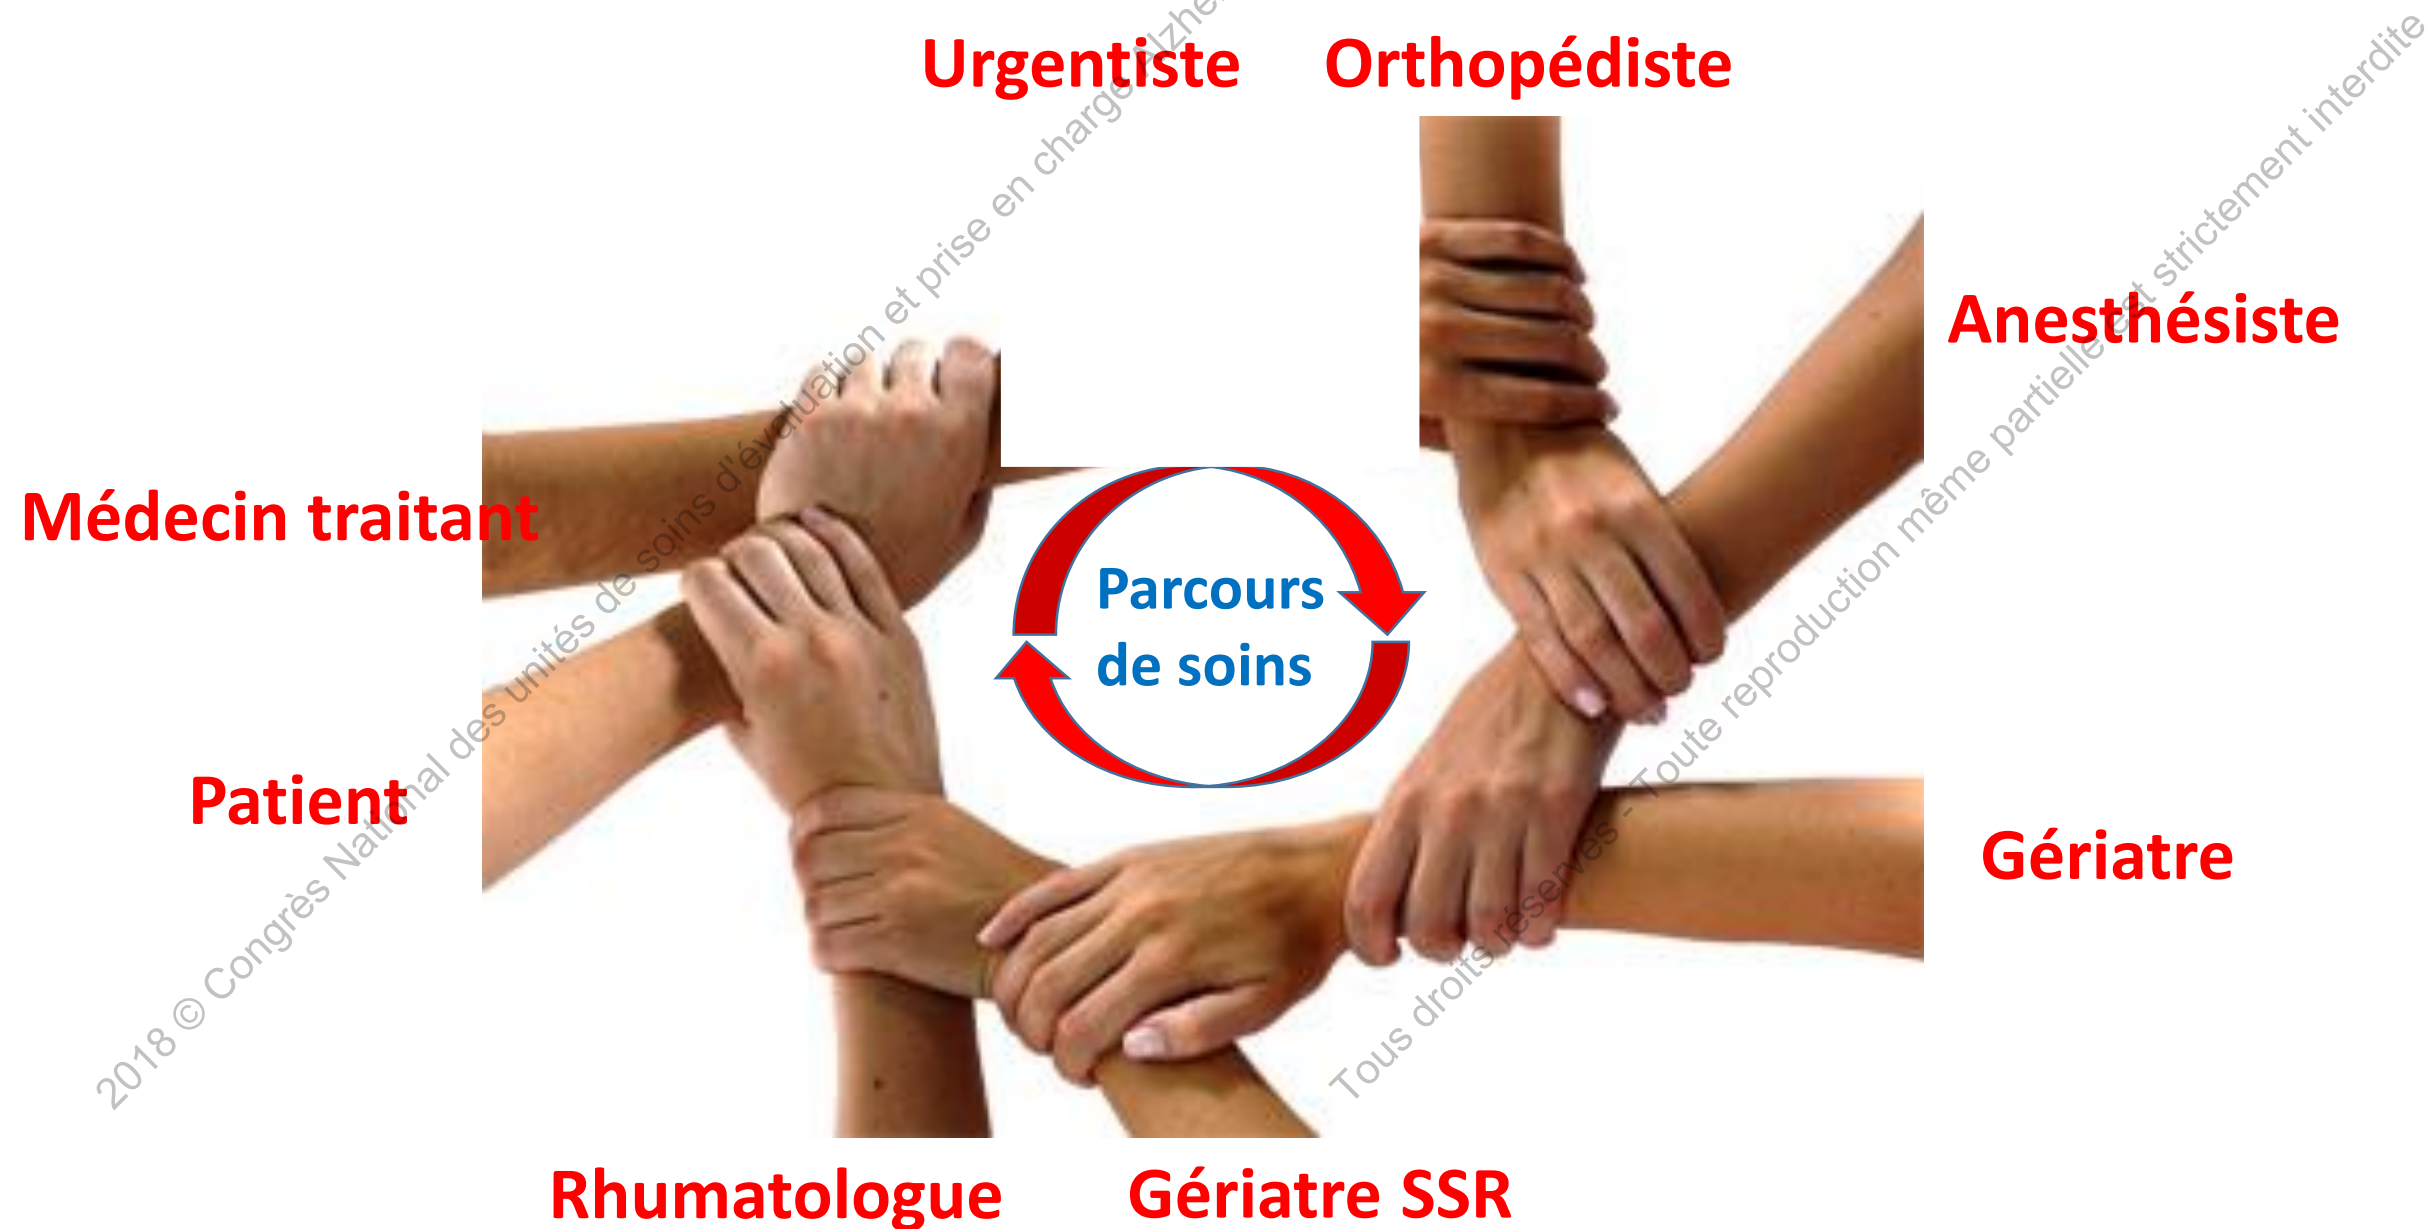 Urgentiste
Orthopédiste
Anesthésiste
Médecin traitant
Parcours
de soins
Patient
Gériatre
Rhumatologue
Gériatre SSR
2018 © Congrès National des unités de soins d'évaluation et prise en charge
Tous droits réservés - Toute reproduction même partielle est strictement interdite